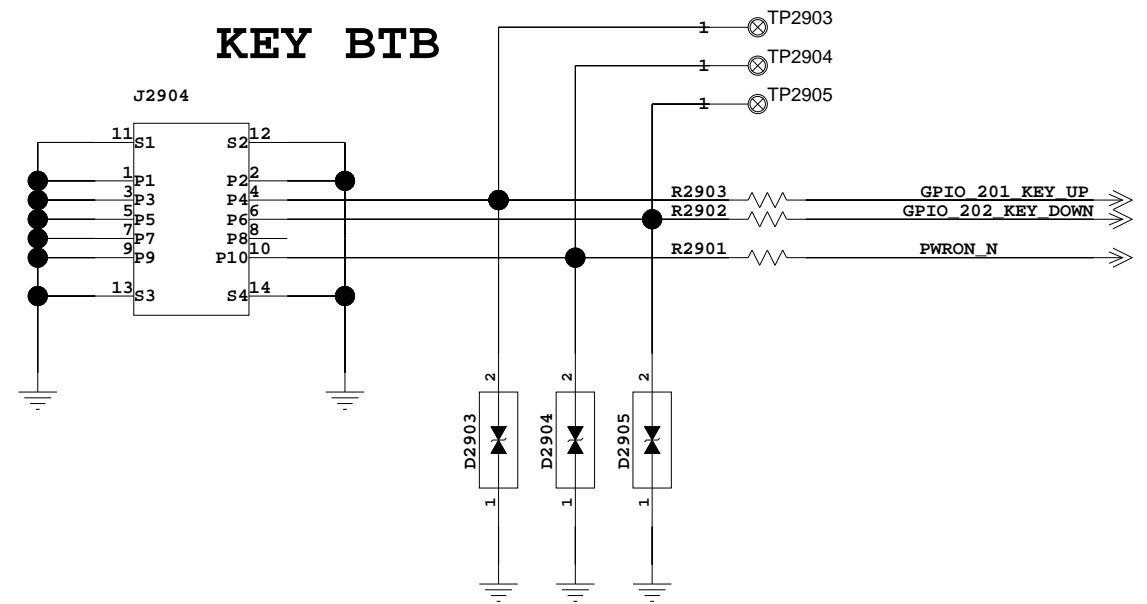 KEY BTB
1 TP2903
1 TP2904
1 TP2905
J2904
11 S1 S2 12
1 P1 P2 2
3 P3 P4 4 R2903 GPIO_201_KEY_UP
5 P5 P6 6 R2902 GPIO_202_KEY_DOWN
7 P7 P8 8
9 P9 P10 10 R2901 PWRON_N
13 S3 S4 14
2 2 2
D2903 D2904 D2905
1 1 1